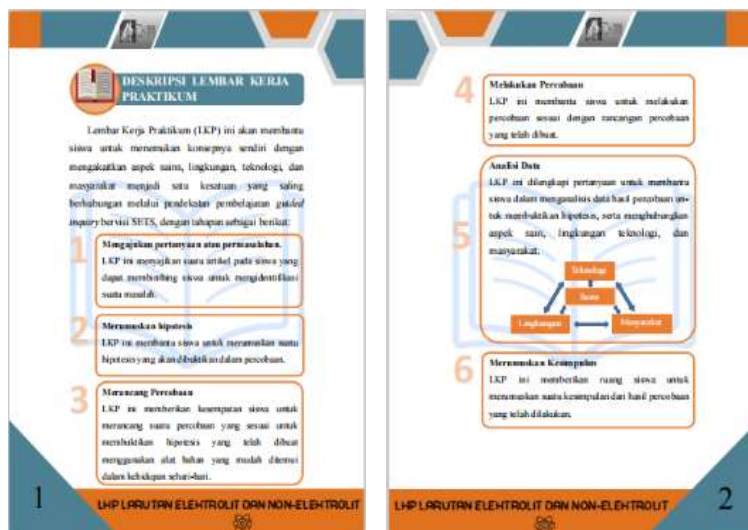 DESKRIPSI LEMBAR KERJA
PRAKTIKUM
Lembar Kerja Praktikum (LKP) ini akan membantu
siswa untuk menemukan konsepnya sendiri dengan
mengakaitkan aspek sains, lingkungan, teknologi, dan
masyarakat menjadi satu kesatuan yang saling
berhubungan melalui pendekatan pembelajaran guided
inquiry bervisi SETS, dengan tahapan sebagai berikut:
1
Mengajukan pertanyaan atau permasalahan.
LKP ini menyajikan suatu artikel pada siswa yang
dapat membimbing siswa untuk mengidentifikasi
suatu masalah.
2
Merumuskan hipotesis
LKP ini membantu siswa untuk merumuskan suatu
hipotesis yang akan dibuktikan dalam percobaan.
3
Merancang Percobaan
LKP ini memberikan kesempatan siswa untuk
merancang suatu percobaan yang sesuai untuk
membuktikan hipotesis yang telah dibuat
menggunakan alat bahan yang mudah ditemui
dalam kehidupan sehari-hari.
1
LKP LARUTAN ELEKTROLIT DAN NON-ELEKTROLIT
4
Melakukan Percobaan
LKP ini membantu siswa untuk melakukan
percobaan sesuai dengan rancangan percobaan
yang telah dibuat.
5
Analisi Data
LKP ini dilengkapi pertanyaan untuk membantu
siswa dalam menganalisis data hasil percobaan un-
tuk membuktikan hipotesis, serta menghubungkan
aspek sain, lingkungan teknologi, dan
masyarakat.
Teknologi
Sains
Lingkungan
Masyarakat
6
Merumuskan Kesimpulan
LKP ini memberikan ruang siswa untuk
merumuskan suatu kesimpulan dari hasil percobaan
yang telah dilakukan.
LKP LARUTAN ELEKTROLIT DAN NON-ELEKTROLIT
2